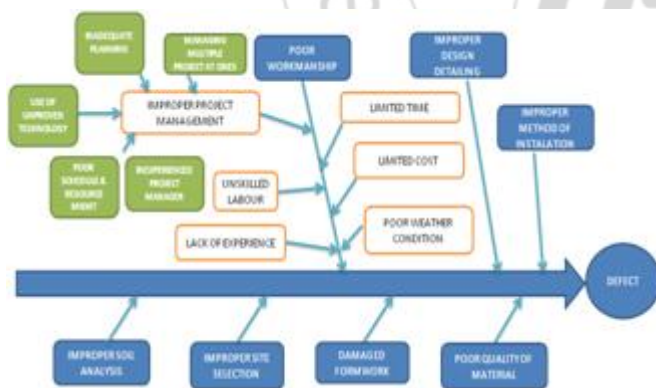 INADEQUATE
PLANNING
MANAGING
MULTIPLE
PROJECT AT ONES
POOR
WORKMANSHIP
IMPROPER
DESIGN
DETAILING
USE OF
UNPROVEN
TECHNOLOGY
IMPROPER PROJECT
MANAGEMENT
LIMITED TIME
IMPROPER
METHOD OF
INSTALATION
POOR
SCHEDULE &
RESOURCE
MGMT
INEXPERIENCED
PROJECT
MANAGER
UNSKILLED
LABOUR
LIMITED COST
LACK OF EXPERIENCE
POOR WEATHER
CONDITION
DEFECT
IMPROPER SOIL
ANALYSIS
IMPROPER SITE
SELECTION
DAMAGED
FORMWORK
POOR QUALITY OF
MATERIAL